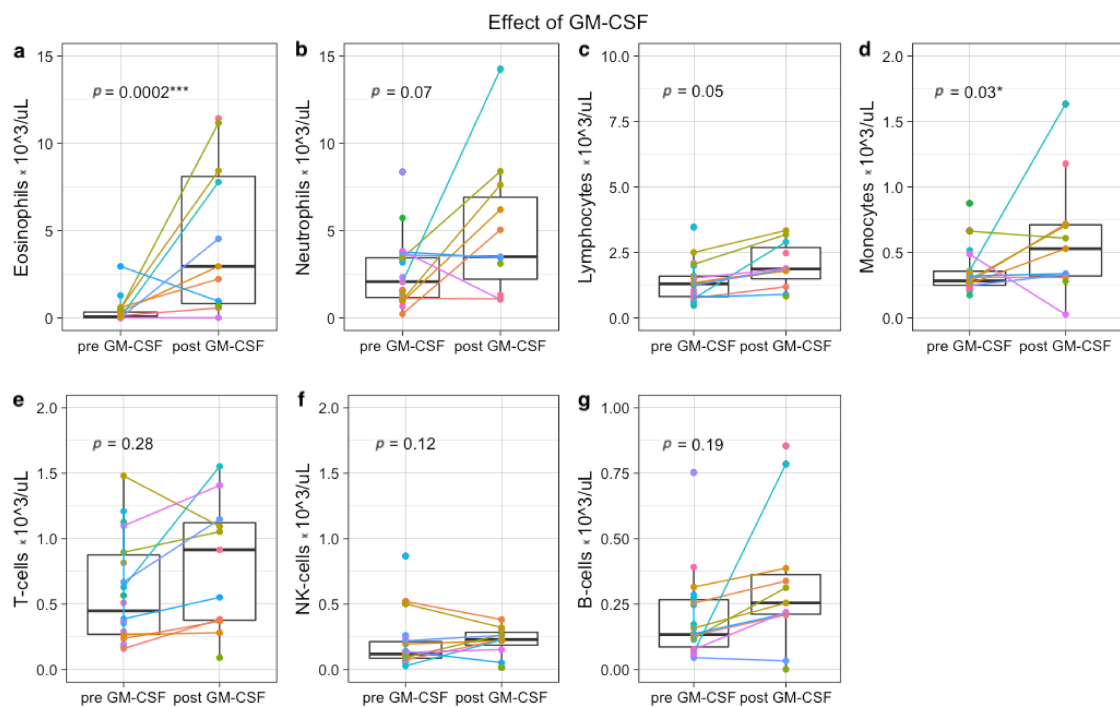 Effect of GM-CSF
a
Eosinophils * 10^3/uL
15
10
5
0
p = 0.0002***
pre GM-CSF post GM-CSF
b
Neutrophils * 10^3/uL
15
10
5
0
p = 0.07
pre GM-CSF post GM-CSF
c
Lymphocytes * 10^3/uL
10.0
7.5
5.0
2.5
0.0
p = 0.05
pre GM-CSF post GM-CSF
d
Monocytes * 10^3/uL
2.0
1.5
1.0
0.5
0.0
p = 0.03*
pre GM-CSF post GM-CSF
e
T-cells * 10^3/uL
2.0
1.5
1.0
0.5
0.0
p = 0.28
pre GM-CSF post GM-CSF
f
NK-cells * 10^3/uL
2.0
1.5
1.0
0.5
0.0
p = 0.12
pre GM-CSF post GM-CSF
g
B-cells * 10^3/uL
1.00
0.75
0.50
0.25
0.00
p = 0.19
pre GM-CSF post GM-CSF